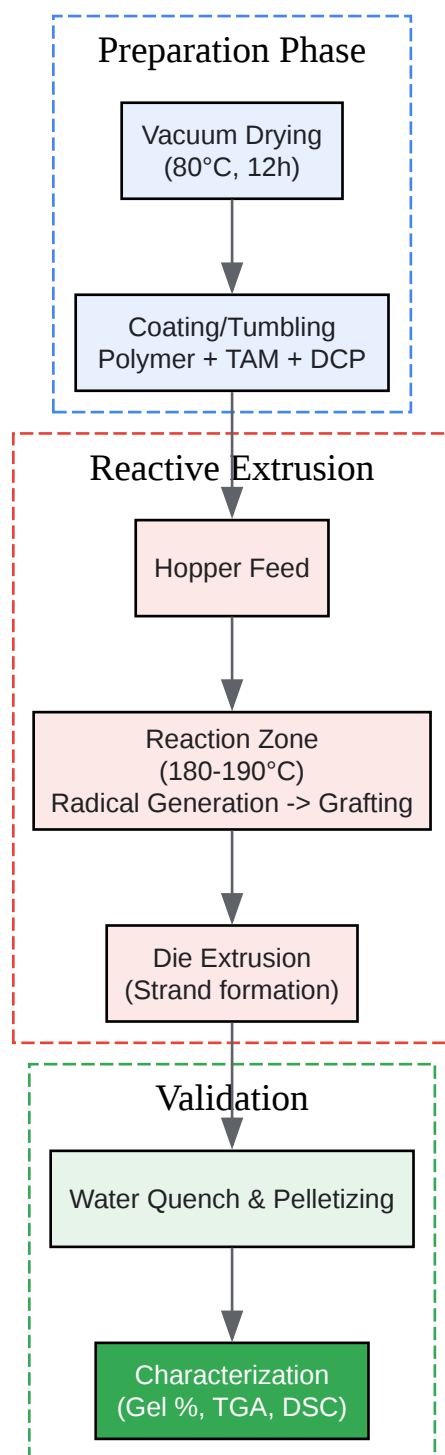 Preparation Phase
Vacuum Drying
(80°C, 12h)
Coating/Tumbling
Polymer + TAM + DCP
Reactive Extrusion
Hopper Feed
Reaction Zone
(180-190°C)
Radical Generation -> Grafting
Die Extrusion
(Strand formation)
Validation
Water Quench & Pelletizing
Characterization
(Gel %, TGA, DSC)